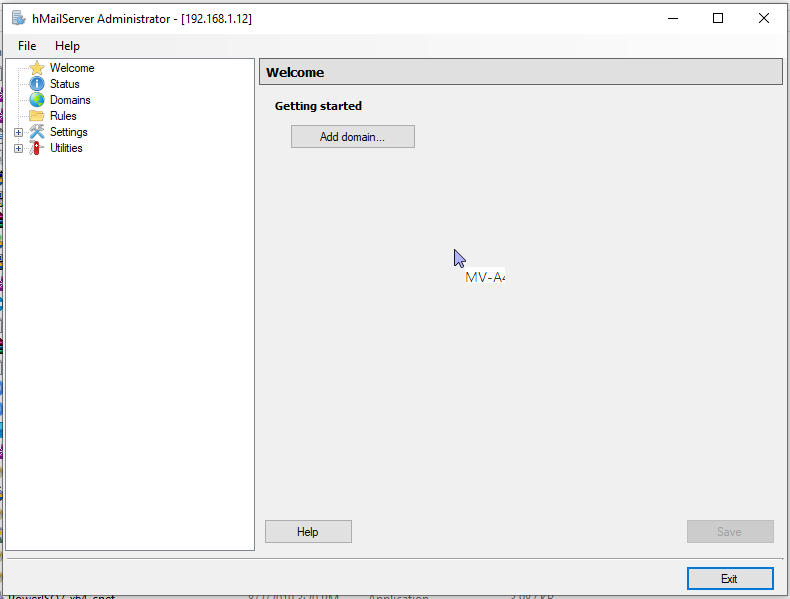 hMailServer Administrator - [192.168.1.12]
File Help
Welcome
Status
Domains
Rules
Settings
Utilities
Welcome
Getting started
Add domain...
Help
Save
Exit